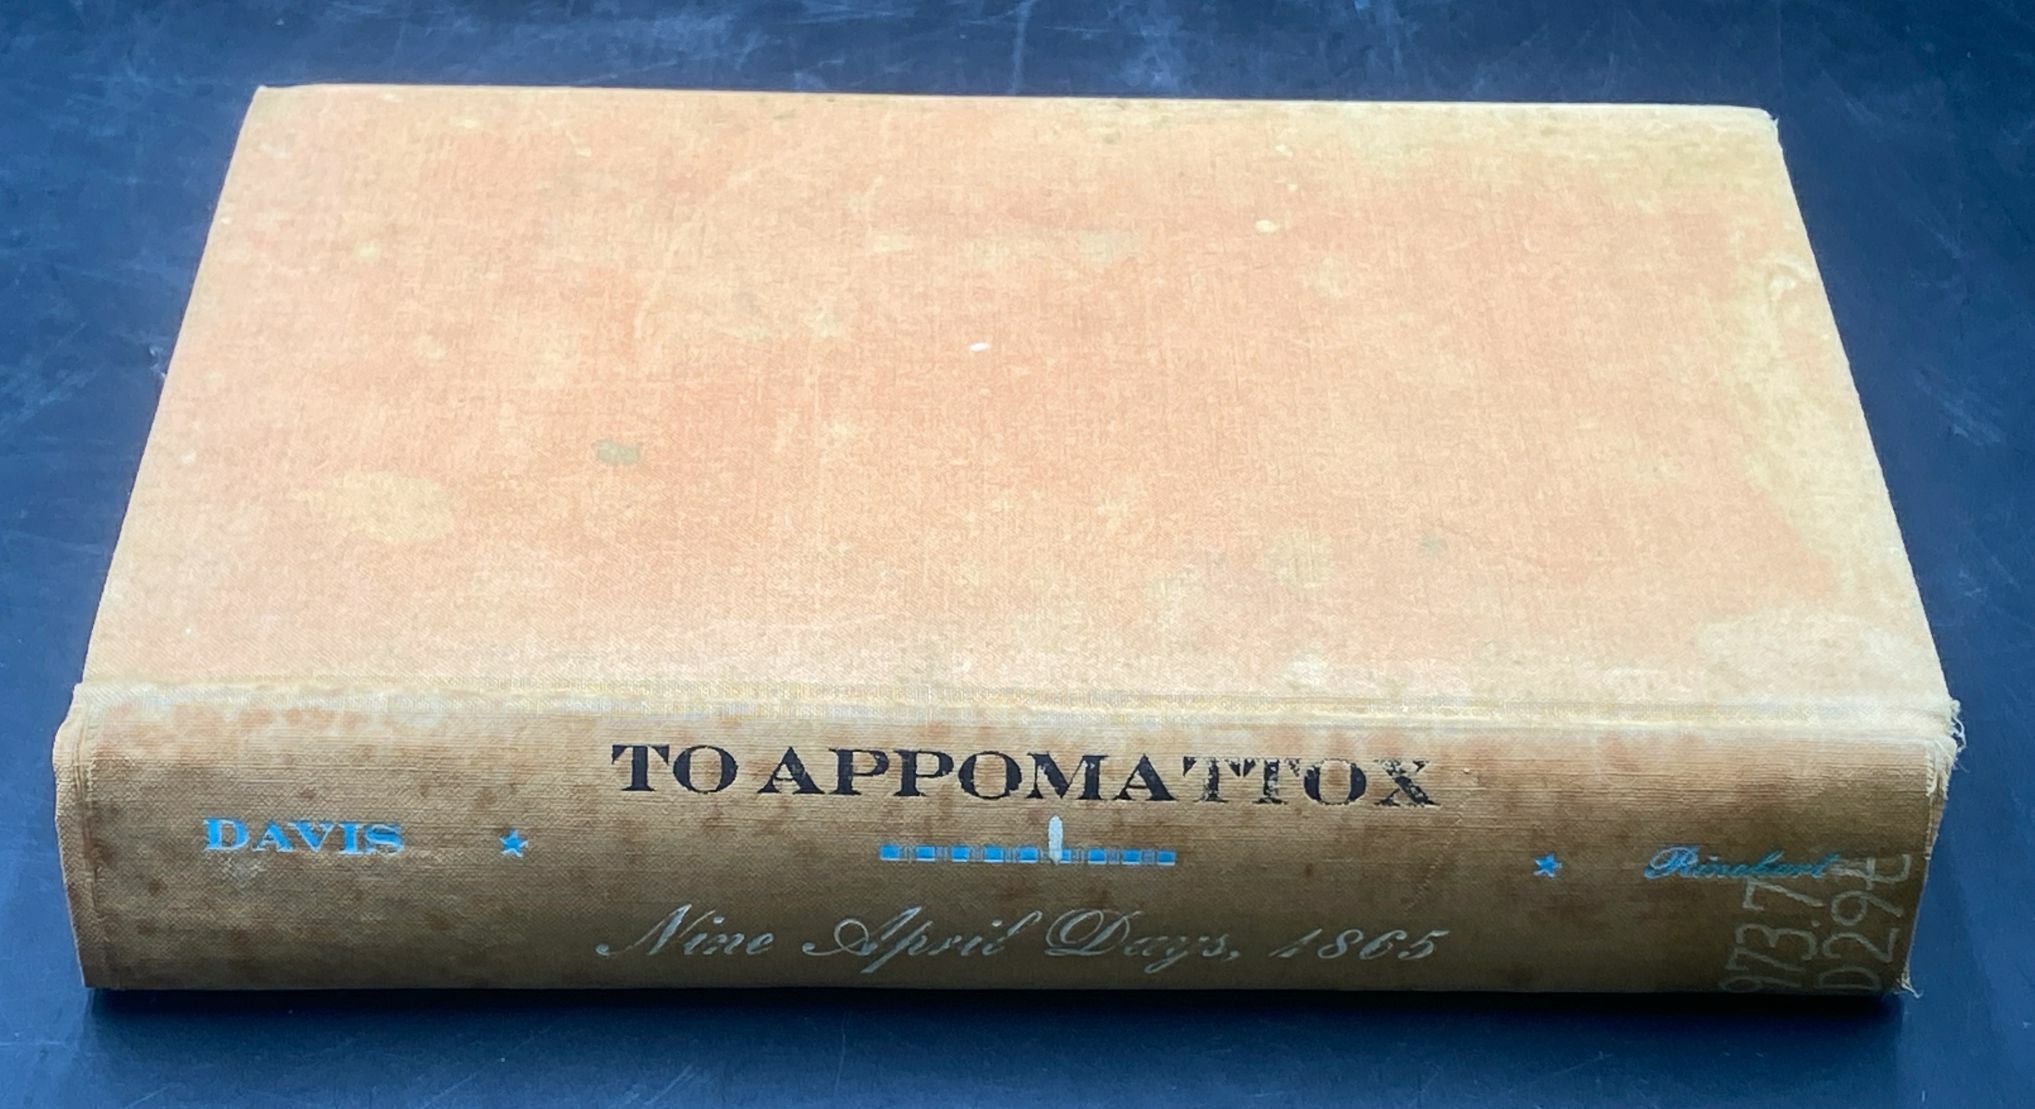 DAVIS
TO APPOMATTOX
Nine April Days, 1865
Rinehart
973.7
D29t